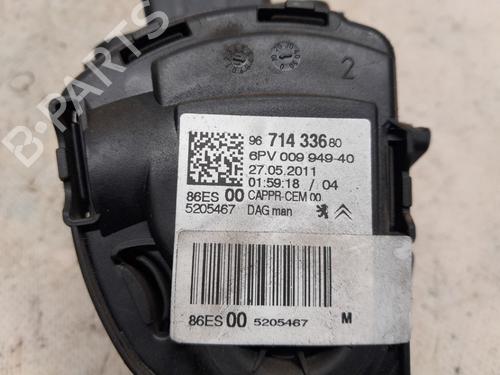 B-PARTS
2
96 714 336 80
6PV 009 949-40
27.05.2011
01:59:18 / 04
86ES 00 CAPPR-CEM 00
5205467 DAG man
86ES 00 5205467 M